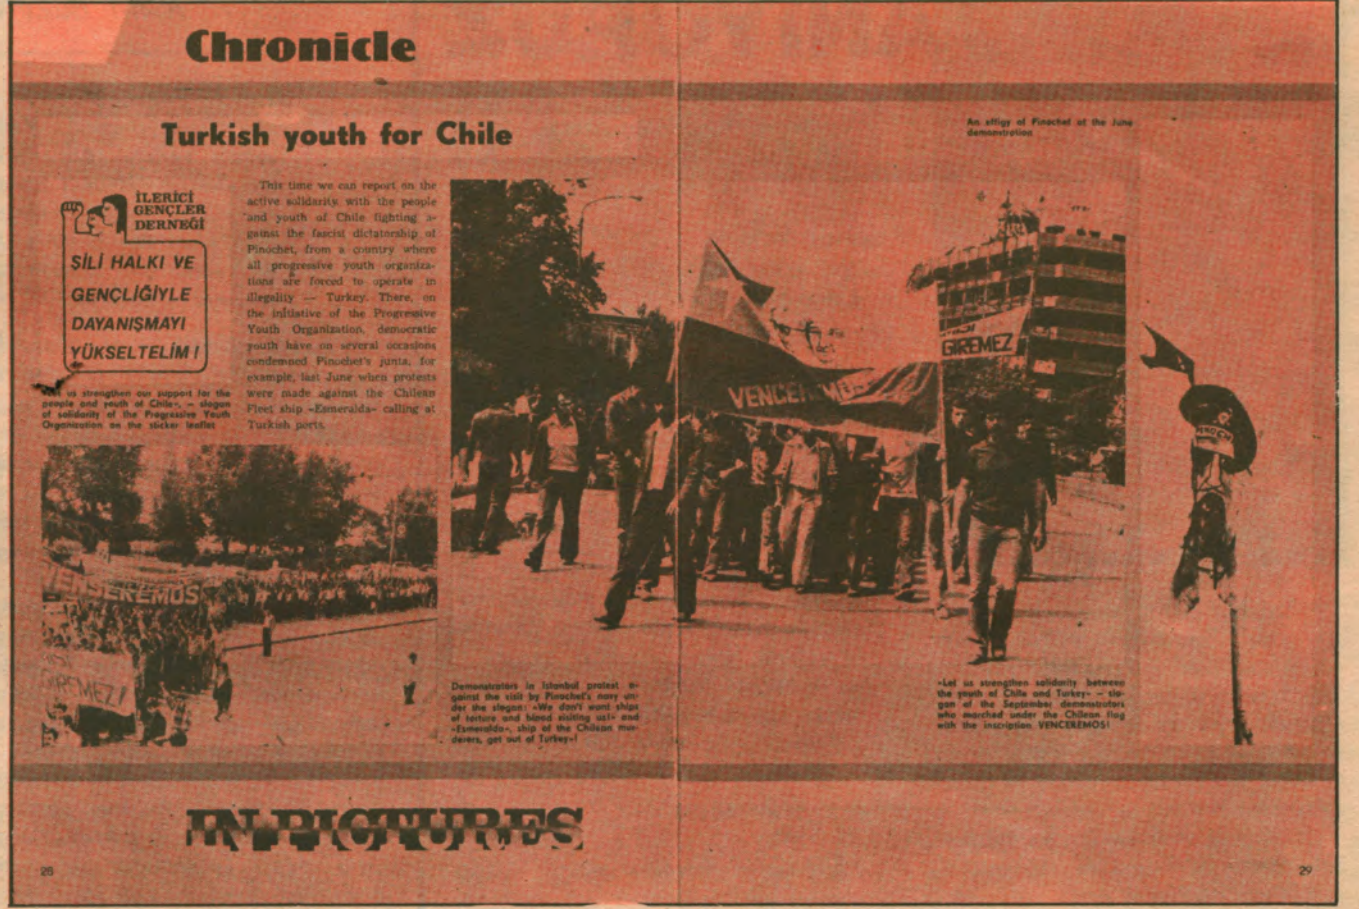 Chronicle
Turkish youth for Chile
İLERİCİ
GENÇLER
DERNEĞİ
ŞİLİ HALKI VE
GENÇLİĞİYLE
DAYANIŞMAYI
YÜKSELTELİM !
us strengthen our support for the
people and youth of Chile», — slogan
of solidarity of the Progressive Youth
Organization on the sticker leaflet
This time we can report on the
active solidarity with the people
and youth of Chile fighting a-
gainst the fascist dictatorship of
Pinochet, from a country where
all progressive youth organiza-
tions are forced to operate in
illegality — Turkey. There, on
the initiative of the Progressive
Youth Organization, democratic
youth have on several occasions
condemned Pinochet's junta, for
example, last June when protests
were made against the Chilean
Fleet ship «Esmeralda» calling at
Turkish ports.
An effigy of Pinochet at the June
demonstration
GIREMEZ
VENCEREMOS
Demonstrators in Istanbul protest a-
gainst the visit by Pinochet's navy un-
der the slogan: «We don't want ships
of torture and blood visiting us!» and
«Esmeralda», ship of the Chilean mur-
derers, get out of Turkey»!
«Let us strengthen solidarity between
the youth of Chile and Turkey» — slo-
gan of the September demonstrators
who marched under the Chilean flag
with the inscription VENCEREMOS!
IN PICTURES
28
29